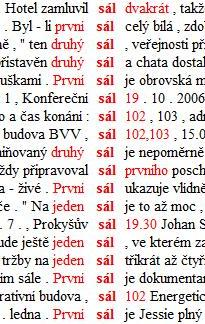 Hotel zamluvil sál dvakrát , takž
. Byl - li první sál celý bílá , zdo
ně , " ten druhý sál , veřejnosti př
přístavěn druhý sál a chata dostal
uškami . První sál je obrovská m
1 , Konferenční sál 19 . 10 . 2006
o a čas konání : sál 102 , 103 , adr
budova BVV , sál 102,103 , 15.0
miňovaný druhý sál je nepoměrně
ždy připravoval sál prvního posch
a - živé . První sál ukazuje vlídně
če . " Na jeden sál je to až moc ,
. 7 . , Prokyšův sál 19.30 Johan S
ude ještě jeden sál , ve kterém za
tržby na jeden sál třikrát až čtyř
im sále . První sál je dokumentar
rativní budova , sál 102 Energetic
. ledna . První sál je Jessie plný